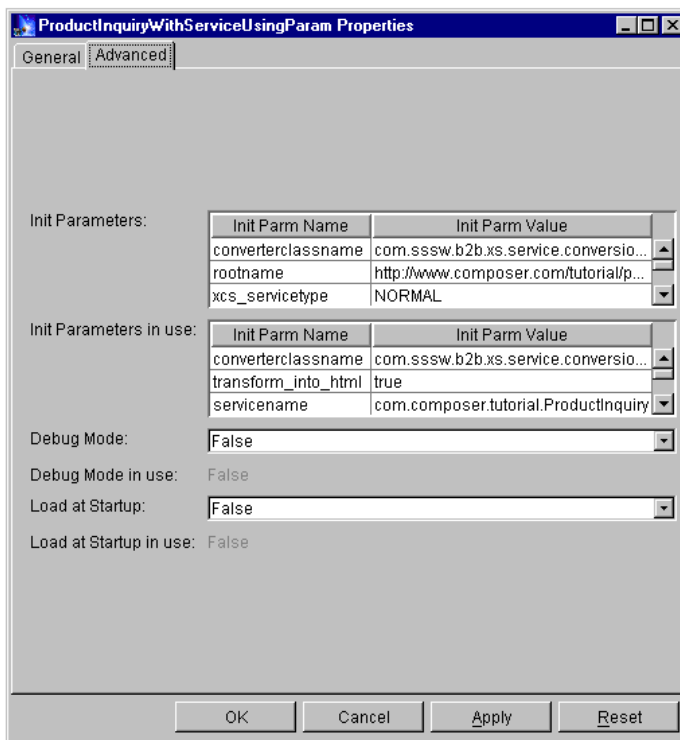 ProductInquiryWithServiceUsingParam Properties
General Advanced
Init Parameters:
Init Parm Name Init Parm Value
converterclassname com.sssw.b2b.xs.service.conversio...
rootname http://www.composer.com/tutorial/p...
xcs_servicetype NORMAL
Init Parameters in use:
Init Parm Name Init Parm Value
converterclassname com.sssw.b2b.xs.service.conversio...
transform_into_html true
servicename com.composer.tutorial.ProductInquiry
Debug Mode: False
Debug Mode in use: False
Load at Startup: False
Load at Startup in use: False
OK Cancel Apply Reset